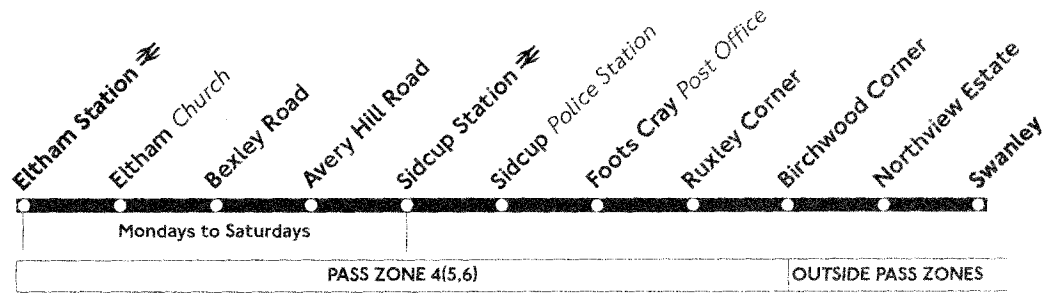 Eltham Station
Eltham Church
Bexley Road
Avery Hill Road
Sidcup Station
Sidcup Police Station
Foots Cray Post Office
Ruxley Corner
Birchwood Corner
Northview Estate
Swanley
Mondays to Saturdays
PASS ZONE 4(5,6)
OUTSIDE PASS ZONES